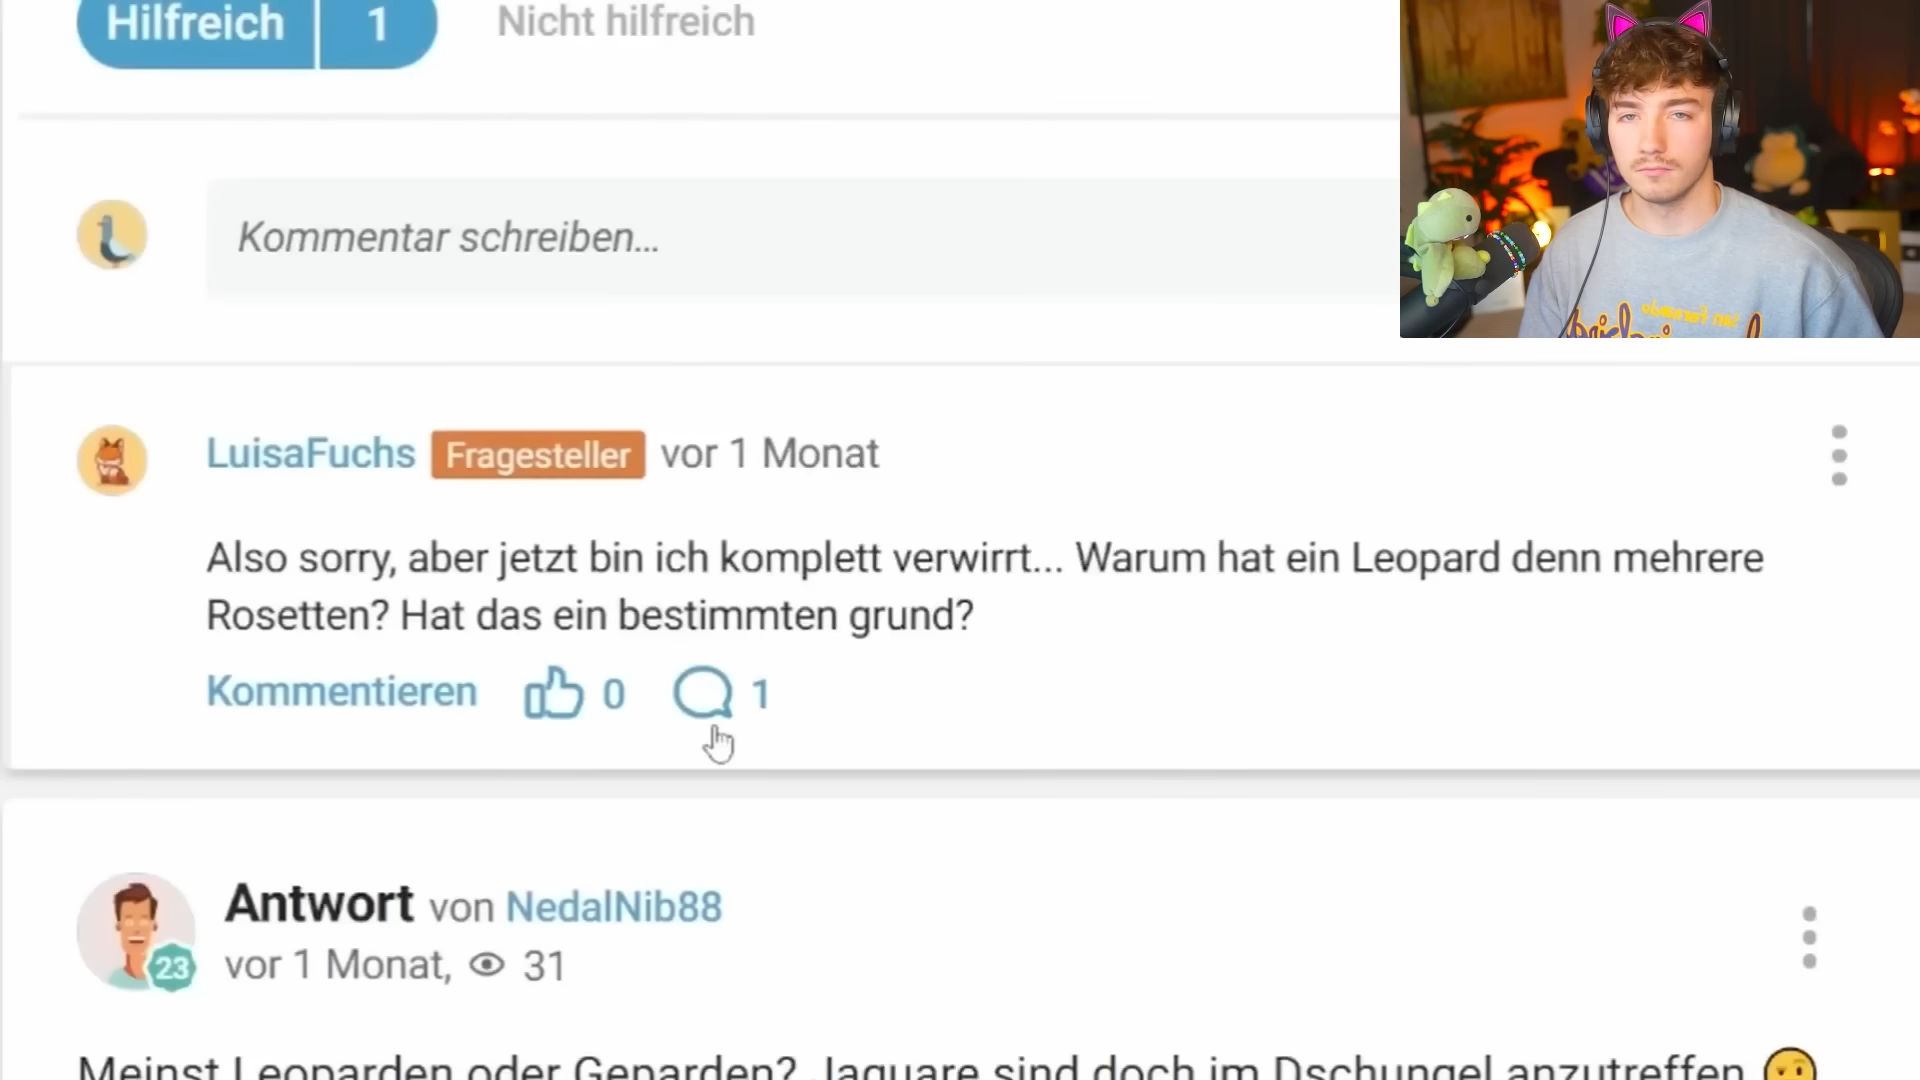 Hilfreich 1 Nicht hilfreich
Kommentar schreiben...
LuisaFuchs Fragesteller vor 1 Monat
Also sorry, aber jetzt bin ich komplett verwirrt... Warum hat ein Leopard denn mehrere
Rosetten? Hat das ein bestimmten grund?
Kommentieren 0 1
Antwort von NedalNib88
23 vor 1 Monat, 31
Meinst Leoparden oder Geparden? Jaguare sind doch im Dschungel anzutreffen